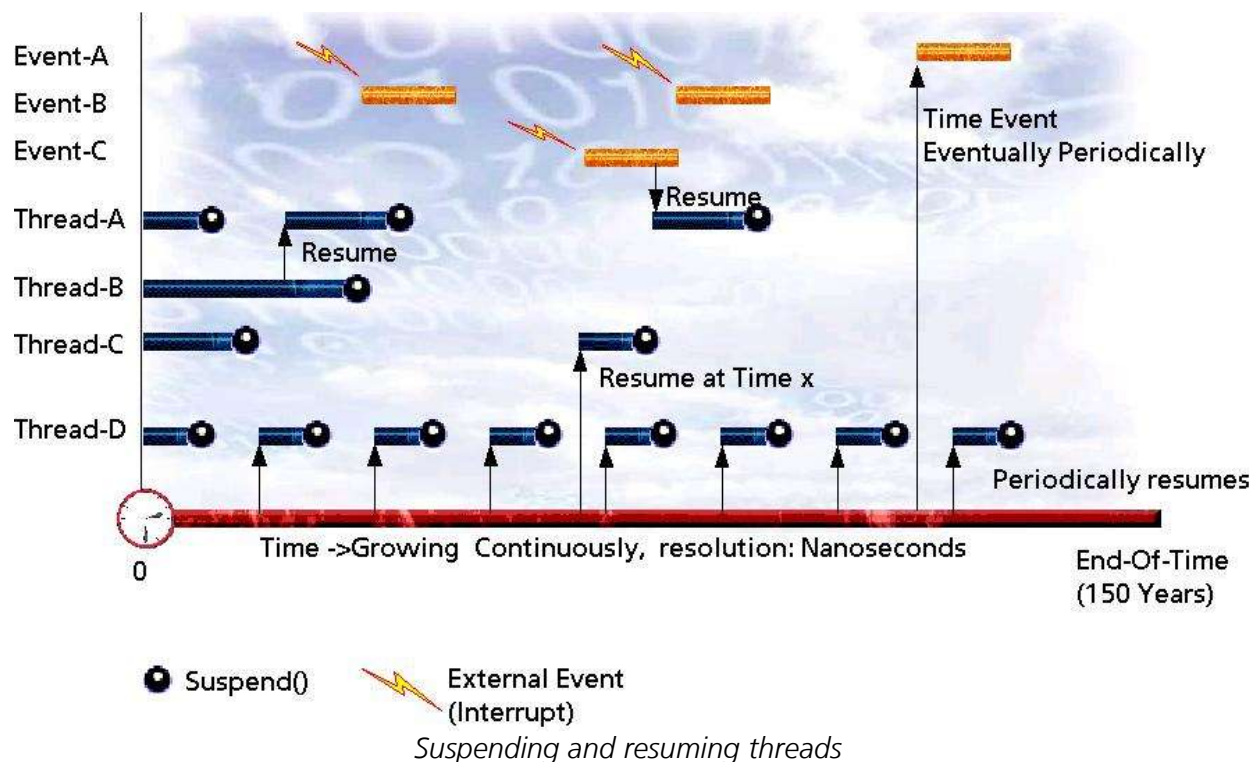 Event-A
Event-B
Event-C
Time Event
Eventually Periodically
Resume
Thread-A
Resume
Thread-B
Thread-C
Resume at Time x
Thread-D
Periodically resumes
Time ->Growing Continuously, resolution: Nanoseconds
0
End-Of-Time
(150 Years)
Suspend()
External Event
(Interrupt)
Suspending and resuming threads